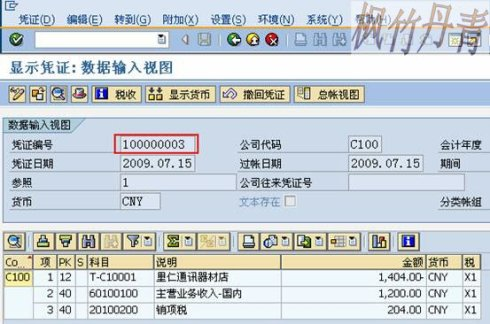 凭证(D) 编辑(E) 转到(G) 附加(X) 设置(S) 环境(N) 系统(Y) 帮助(H)
枫竹丹青
显示凭证:数据输入视图
税收 显示货币 撤回凭证 总帐视图
数据输入视图
凭证编号 100000003 公司代码 C100 会计年度
凭证日期 2009.07.15 过帐日期 2009.07.15 期间
参照 1 公司往来凭证号
货币 CNY 文本存在 分类帐组
Co... 项 PK S 科目 说明 金额 货币 税
C100 1 12 T-C10001 里仁通讯器材店 1,404.00- CNY X1
2 40 60100100 主营业务收入-国内 1,200.00 CNY X1
3 40 20100200 销项税 204.00 CNY X1